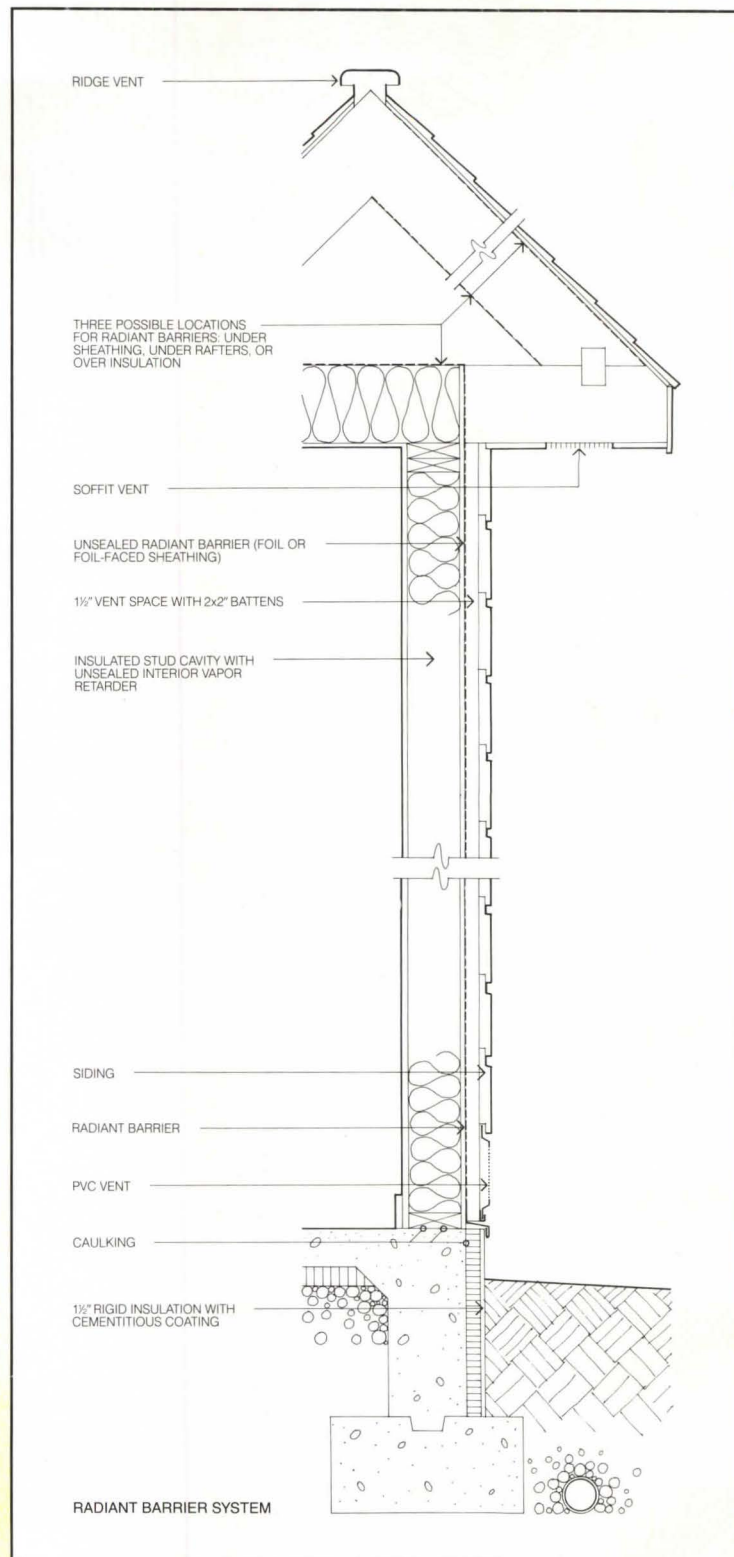 RIDGE VENT
THREE POSSIBLE LOCATIONS
FOR RADIANT BARRIERS: UNDER
SHEATHING, UNDER RAFTERS, OR
OVER INSULATION
SOFFIT VENT
UNSEALED RADIANT BARRIER (FOIL OR
FOIL-FACED SHEATHING)
1½" VENT SPACE WITH 2x2" BATTENS
INSULATED STUD CAVITY WITH
UNSEALED INTERIOR VAPOR
RETARDER
SIDING
RADIANT BARRIER
PVC VENT
CAULKING
1½" RIGID INSULATION WITH
CEMENTITIOUS COATING
RADIANT BARRIER SYSTEM